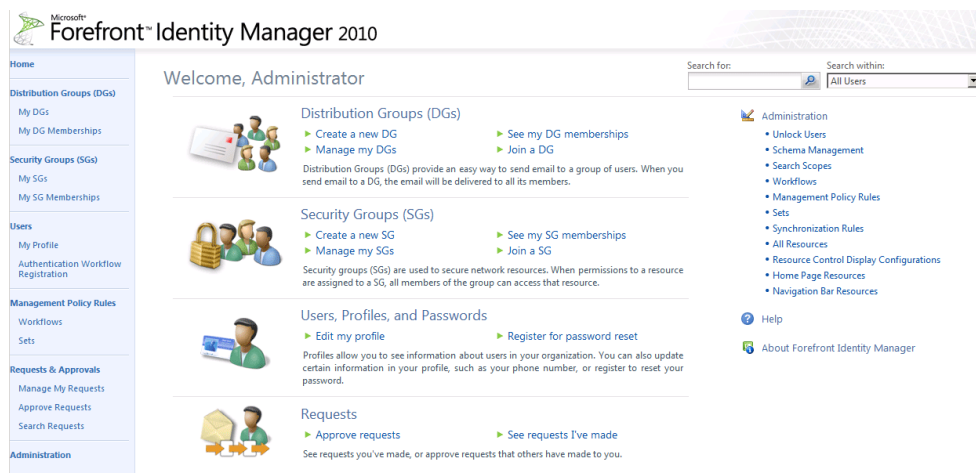 Microsoft®
Forefront™ Identity Manager 2010
Home
Distribution Groups (DGs)
My DGs
My DG Memberships
Security Groups (SGs)
My SGs
My SG Memberships
Users
My Profile
Authentication Workflow
Registration
Management Policy Rules
Workflows
Sets
Requests & Approvals
Manage My Requests
Approve Requests
Search Requests
Administration
Welcome, Administrator
Search for:
Search within:
All Users
Distribution Groups (DGs)
Create a new DG
See my DG memberships
Manage my DGs
Join a DG
Distribution Groups (DGs) provide an easy way to send email to a group of users. When you
send email to a DG, the email will be delivered to all its members.
Security Groups (SGs)
Create a new SG
See my SG memberships
Manage my SGs
Join a SG
Security groups (SGs) are used to secure network resources. When permissions to a resource
are assigned to a SG, all members of the group can access that resource.
Users, Profiles, and Passwords
Edit my profile
Register for password reset
Profiles allow you to see information about users in your organization. You can also update
certain information in your profile, such as your phone number, or register to reset your
password.
Requests
Approve requests
See requests I've made
See requests you've made, or approve requests that others have made to you.
Administration
• Unlock Users
• Schema Management
• Search Scopes
• Workflows
• Management Policy Rules
• Sets
• Synchronization Rules
• All Resources
• Resource Control Display Configurations
• Home Page Resources
• Navigation Bar Resources
Help
About Forefront Identity Manager